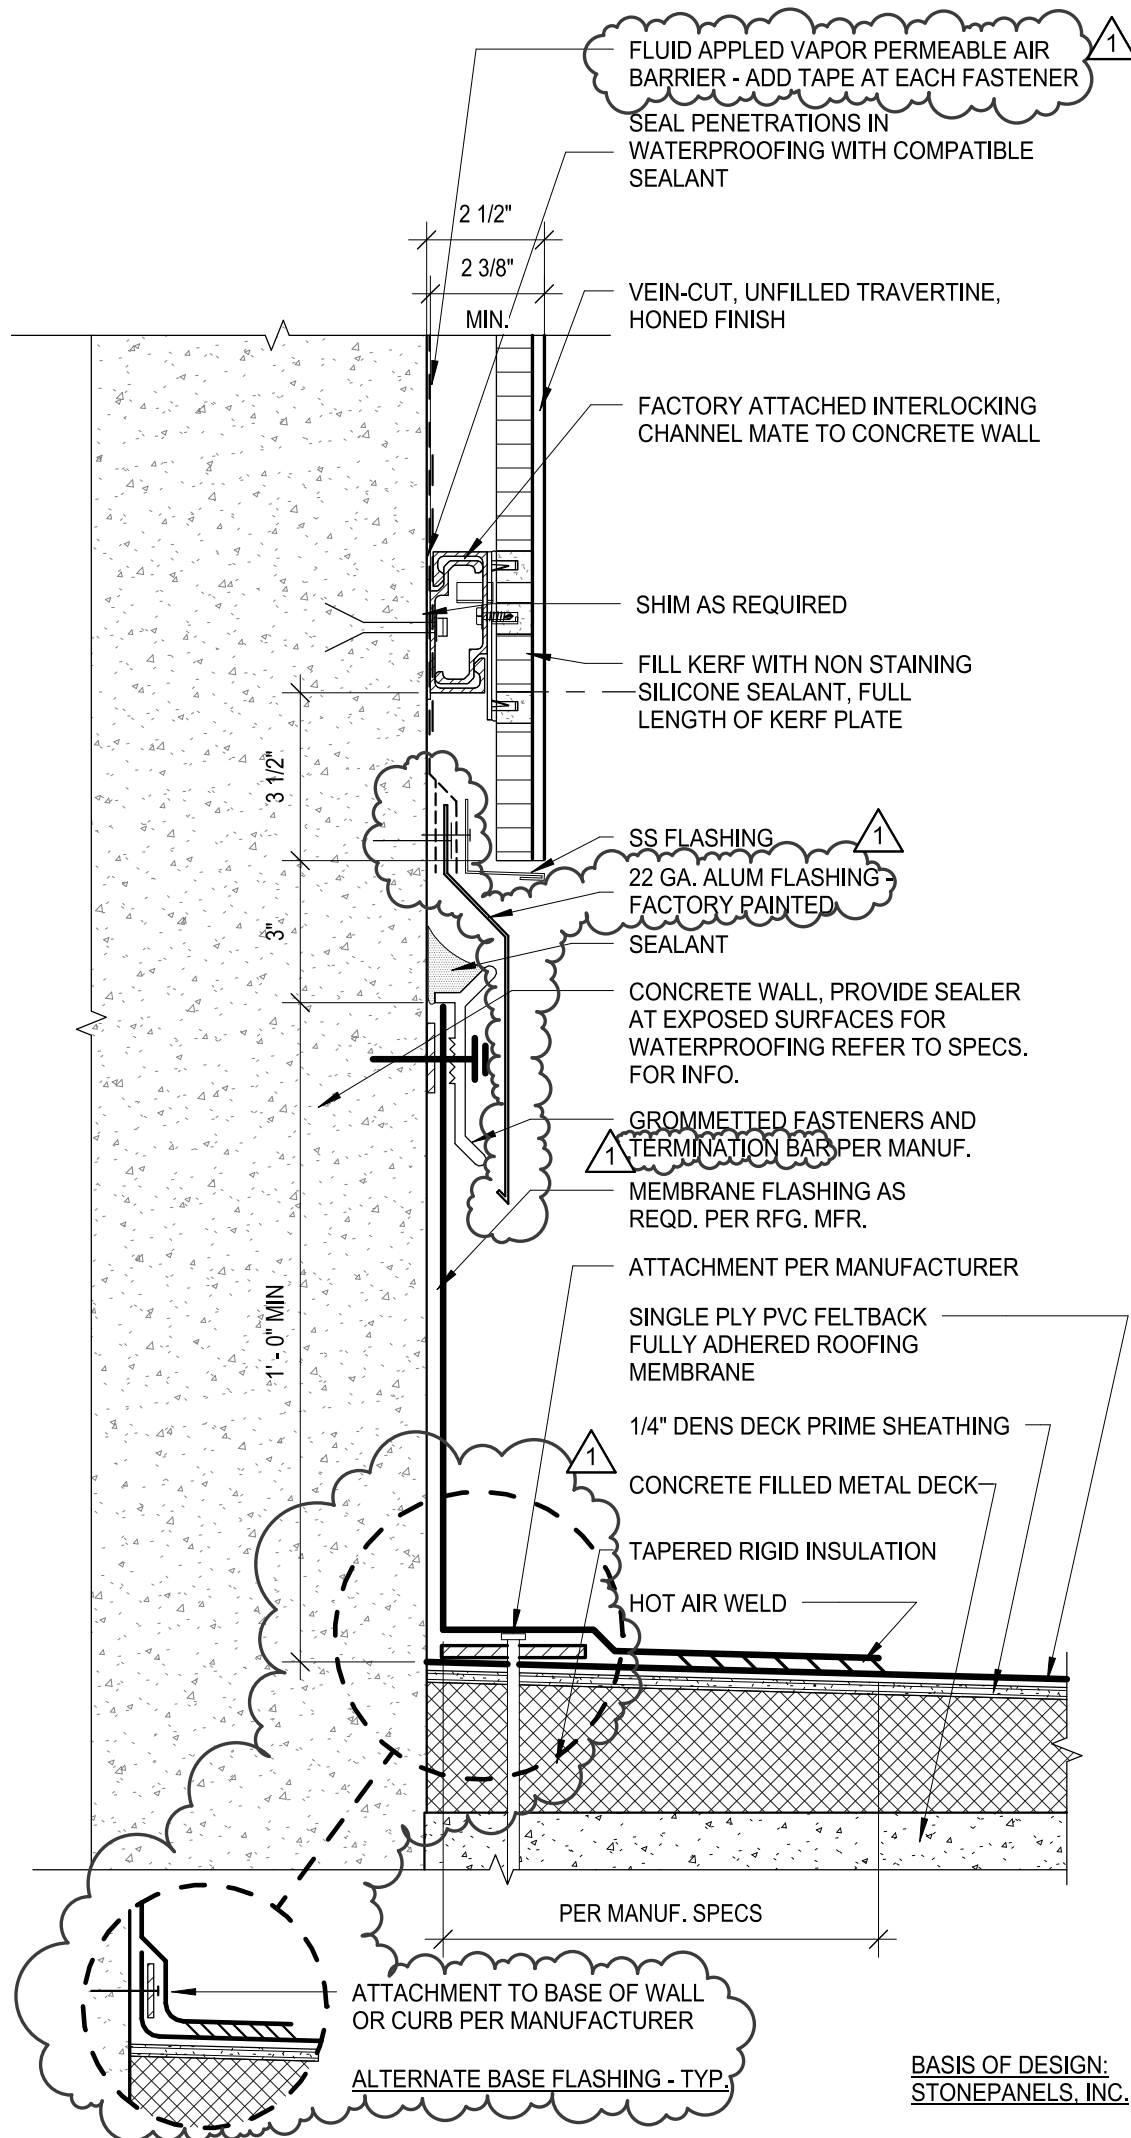 FLUID APPLED VAPOR PERMEABLE AIR
BARRIER - ADD TAPE AT EACH FASTENER
1
SEAL PENETRATIONS IN
WATERPROOFING WITH COMPATIBLE
SEALANT
2 1/2"
2 3/8"
MIN.
VEIN-CUT, UNFILLED TRAVERTINE,
HONED FINISH
FACTORY ATTACHED INTERLOCKING
CHANNEL MATE TO CONCRETE WALL
SHIM AS REQUIRED
FILL KERF WITH NON STAINING
SILICONE SEALANT, FULL
LENGTH OF KERF PLATE
3 1/2"
SS FLASHING
1
22 GA. ALUM FLASHING -
FACTORY PAINTED
3"
SEALANT
CONCRETE WALL, PROVIDE SEALER
AT EXPOSED SURFACES FOR
WATERPROOFING REFER TO SPECS.
FOR INFO.
GROMMETTED FASTENERS AND
TERMINATION BAR PER MANUF.
1
MEMBRANE FLASHING AS
REQD. PER RFG. MFR.
1' - 0" MIN
ATTACHMENT PER MANUFACTURER
SINGLE PLY PVC FELTBACK
FULLY ADHERED ROOFING
MEMBRANE
1/4" DENS DECK PRIME SHEATHING
1
CONCRETE FILLED METAL DECK
TAPERED RIGID INSULATION
HOT AIR WELD
PER MANUF. SPECS
ATTACHMENT TO BASE OF WALL
OR CURB PER MANUFACTURER
ALTERNATE BASE FLASHING - TYP.
BASIS OF DESIGN:
STONEPANELS, INC.